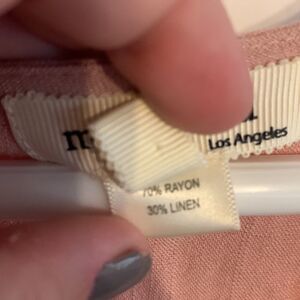 Los Angeles
70% RAYON
30% LINEN